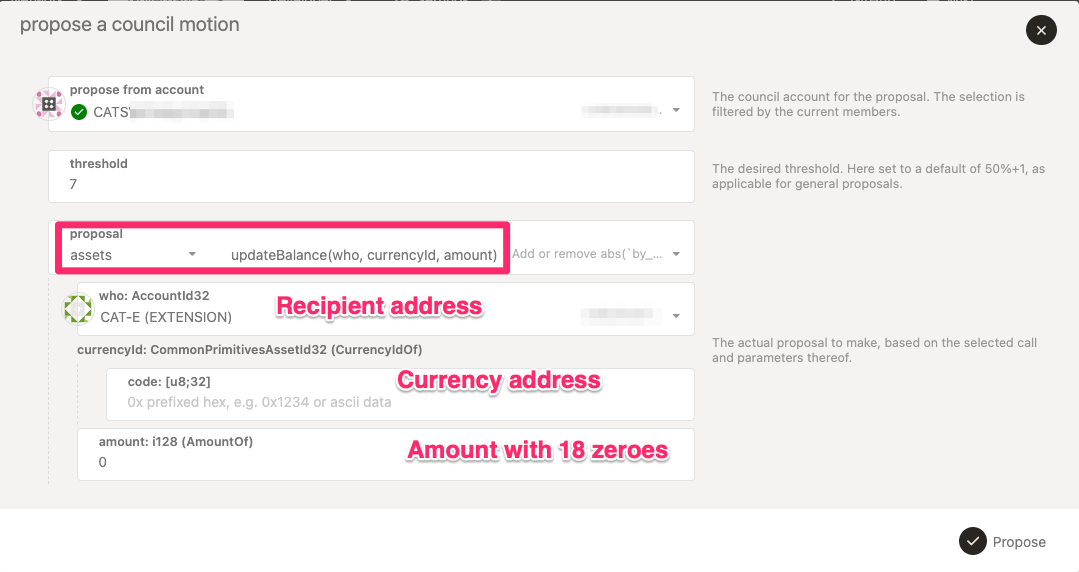 propose a council motion
propose from account
CATS
The council account for the proposal. The selection is
filtered by the current members.
threshold
7
The desired threshold. Here set to a default of 50%+1, as
applicable for general proposals.
proposal
assets
updateBalance(who, currencyId, amount)
Add or remove abs(`by_...
who: AccountId32
CAT-E (EXTENSION)
Recipient address
currencyId: CommonPrimitivesAssetId32 (CurrencyIdOf)
The actual proposal to make, based on the selected call
and parameters thereof.
code: [u8;32]
0x prefixed hex, e.g. 0x1234 or ascii data
Currency address
amount: i128 (AmountOf)
0
Amount with 18 zeroes
Propose